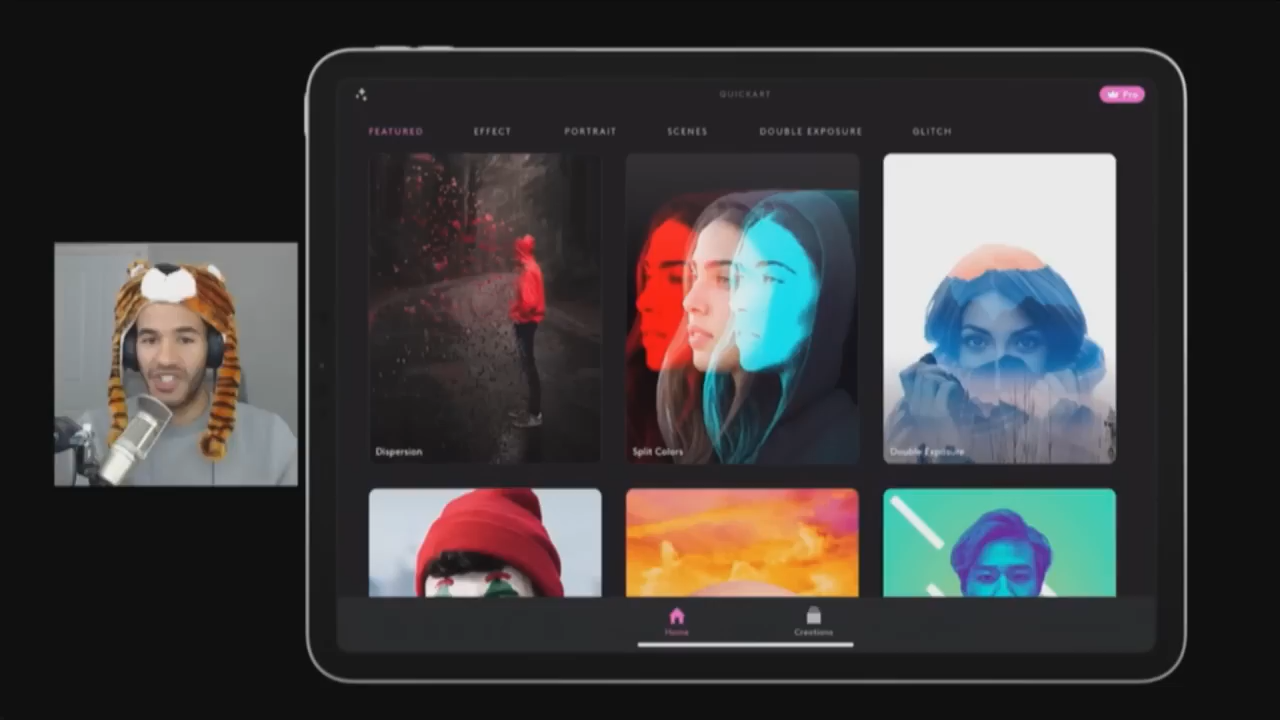 QUICKART
Pro
FEATURED EFFECT PORTRAIT SCENES DOUBLE EXPOSURE GLITCH
Dispersion
Split Colors
Double Exposure
Home
Creations